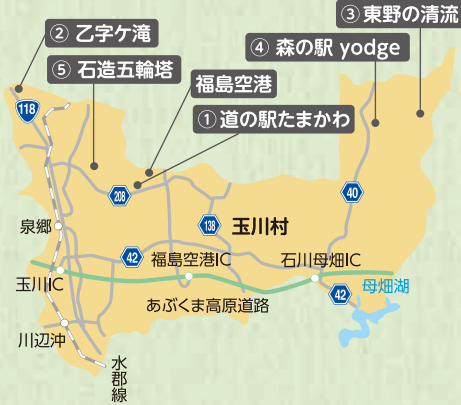 ③ 東野の清流
② 乙字ケ滝
④ 森の駅 yodge
⑤ 石造五輪塔
福島空港
① 道の駅たまかわ
118
208
138
40
玉川村
泉郷
42
福島空港IC
石川母畑IC
玉川IC
42
母畑湖
あぶくま高原道路
川辺沖
水郡線